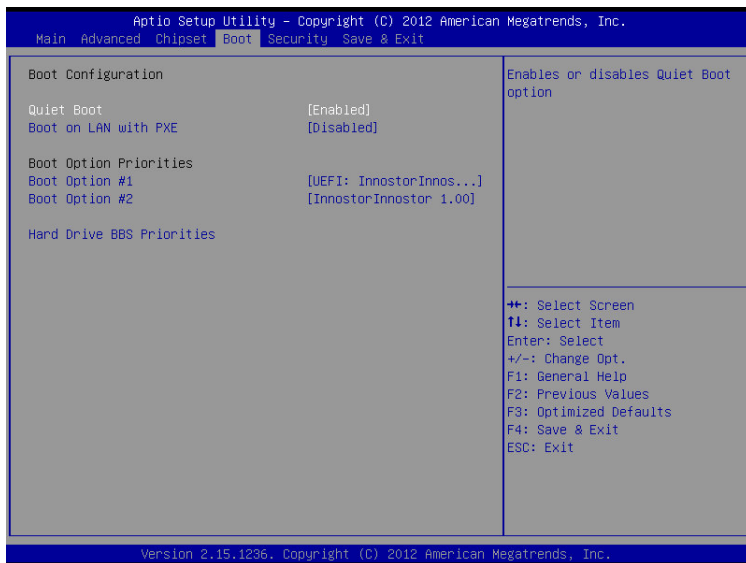 Aptio Setup Utility – Copyright (C) 2012 American Megatrends, Inc.
Main Advanced Chipset Boot Security Save & Exit
Boot Configuration
Quiet Boot [Enabled]
Boot on LAN with PXE [Disabled]
Boot Option Priorities
Boot Option #1 [UEFI: InnostorInnos...]
Boot Option #2 [InnostorInnostor 1.00]
Hard Drive BBS Priorities
Enables or disables Quiet Boot
option
→←: Select Screen
↑↓: Select Item
Enter: Select
+/-: Change Opt.
F1: General Help
F2: Previous Values
F3: Optimized Defaults
F4: Save & Exit
ESC: Exit
Version 2.15.1236. Copyright (C) 2012 American Megatrends, Inc.